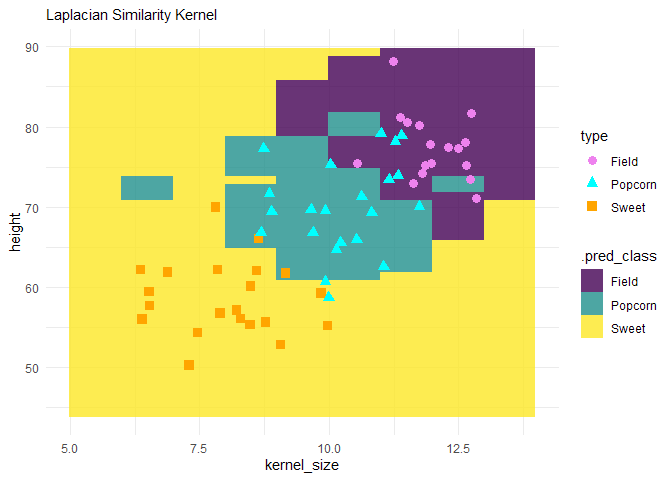 Laplacian Similarity Kernel
90
80
70
60
50
height
5.0 7.5 10.0 12.5
kernel_size
type
Field
Popcorn
Sweet
.pred_class
Field
Popcorn
Sweet